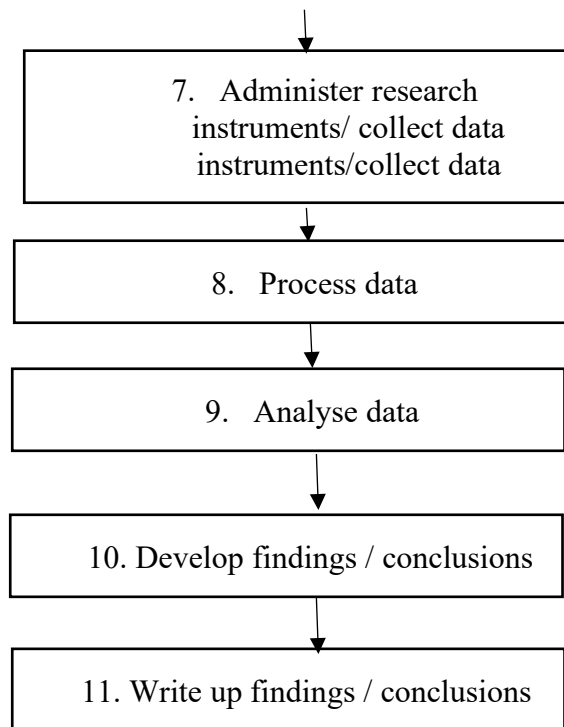 7. Administer research
instruments/ collect data
instruments/collect data
8. Process data
9. Analyse data
10. Develop findings / conclusions
11. Write up findings / conclusions